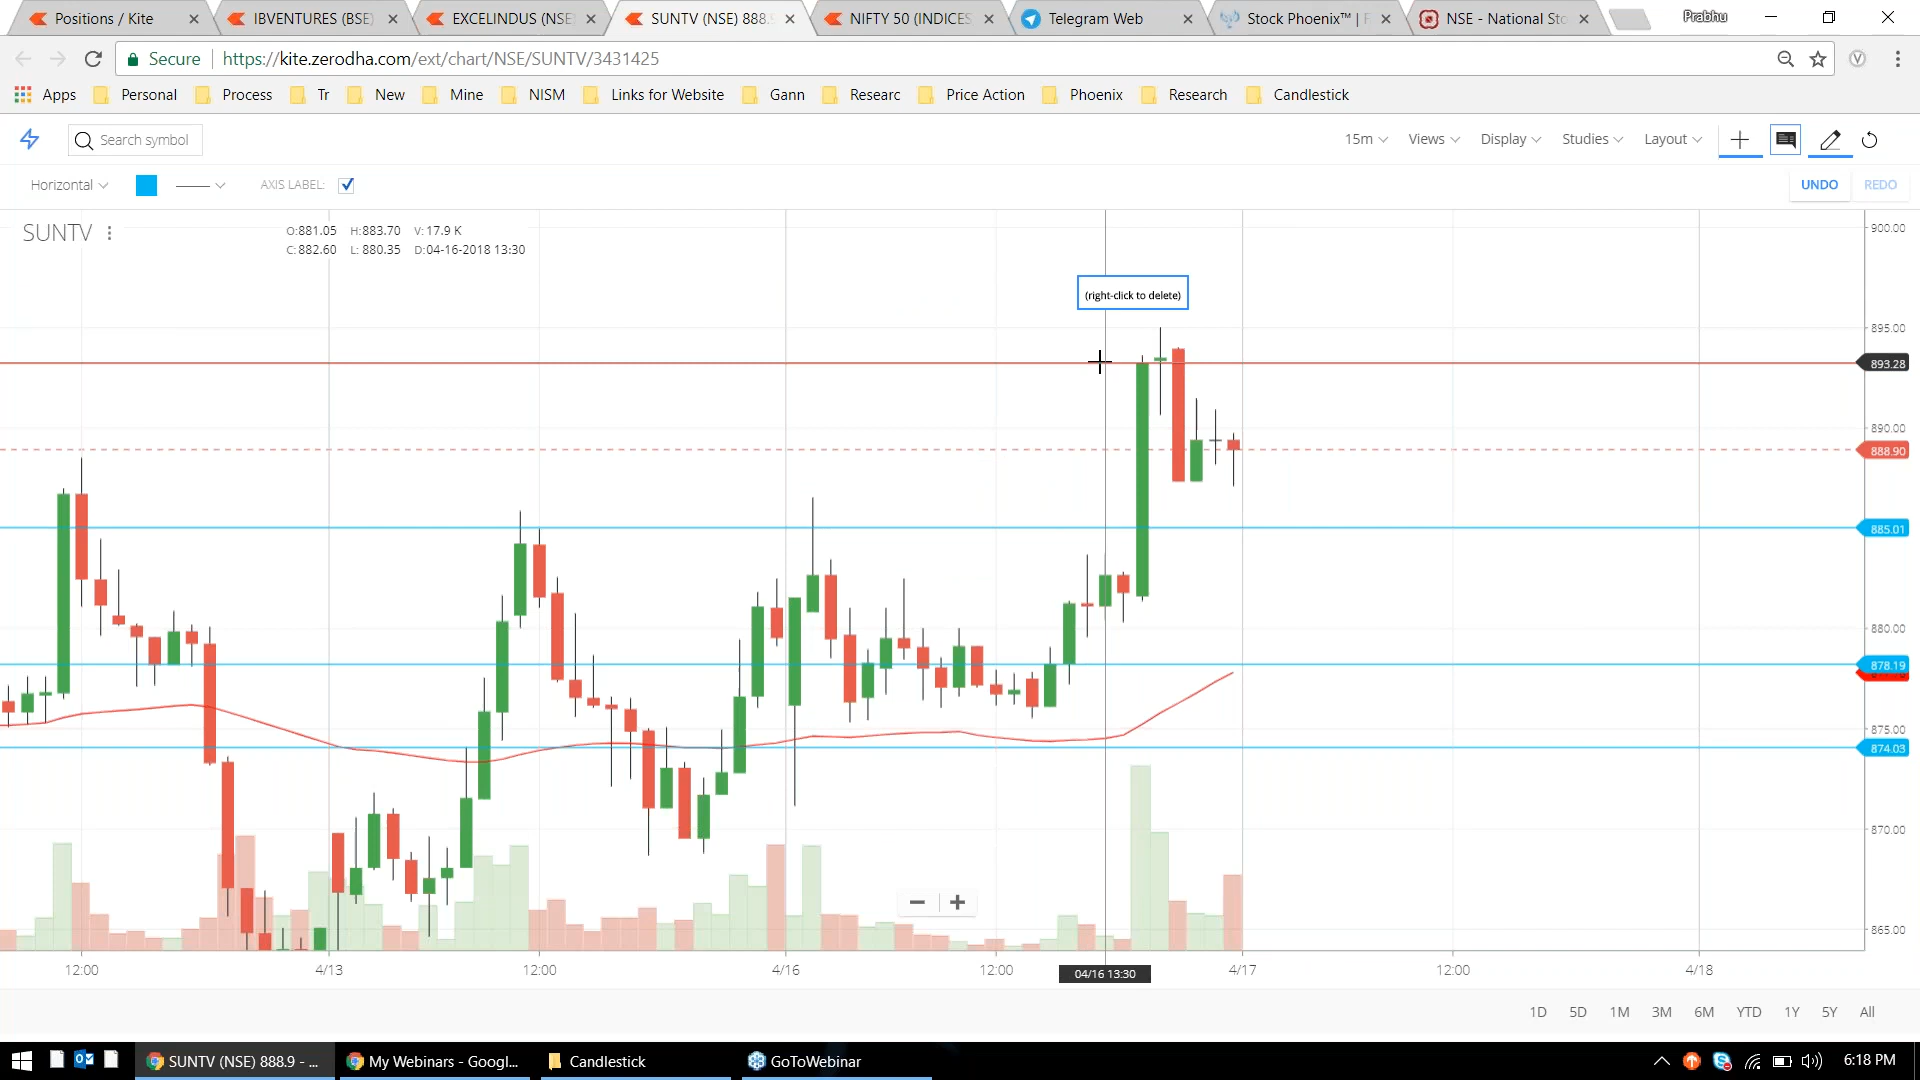 Positions / Kite
IBVENTURES (BSE)
EXCELINDUS (NSE
SUNTV (NSE) 888.9
NIFTY 50 (INDICES
Telegram Web
Stock Phoenix™ | F
NSE - National Sto
Prabhu
Secure
https://kite.zerodha.com/ext/chart/NSE/SUNTV/3431425
Apps Personal Process Tr New Mine NISM Links for Website Gann Researc Price Action Phoenix Research Candlestick
Search symbol
15m Views Display Studies Layout
Horizontal
AXIS LABEL:
UNDO REDO
SUNTV
O:881.05 H:883.70 V: 17.9 K
C: 882.60 L: 880.35 D:04-16-2018 13:30
(right-click to delete)
900.00
895.00
893.28
890.00
888.90
885.01
880.00
878.19
875.00
874.03
870.00
865.00
12:00 4/13 12:00 4/16 12:00 04/16 13:30 4/17 12:00 4/18
1D 5D 1M 3M 6M YTD 1Y 5Y All
SUNTV (NSE) 888.9 - ...
My Webinars - Googl...
Candlestick
GoToWebinar
6:18 PM